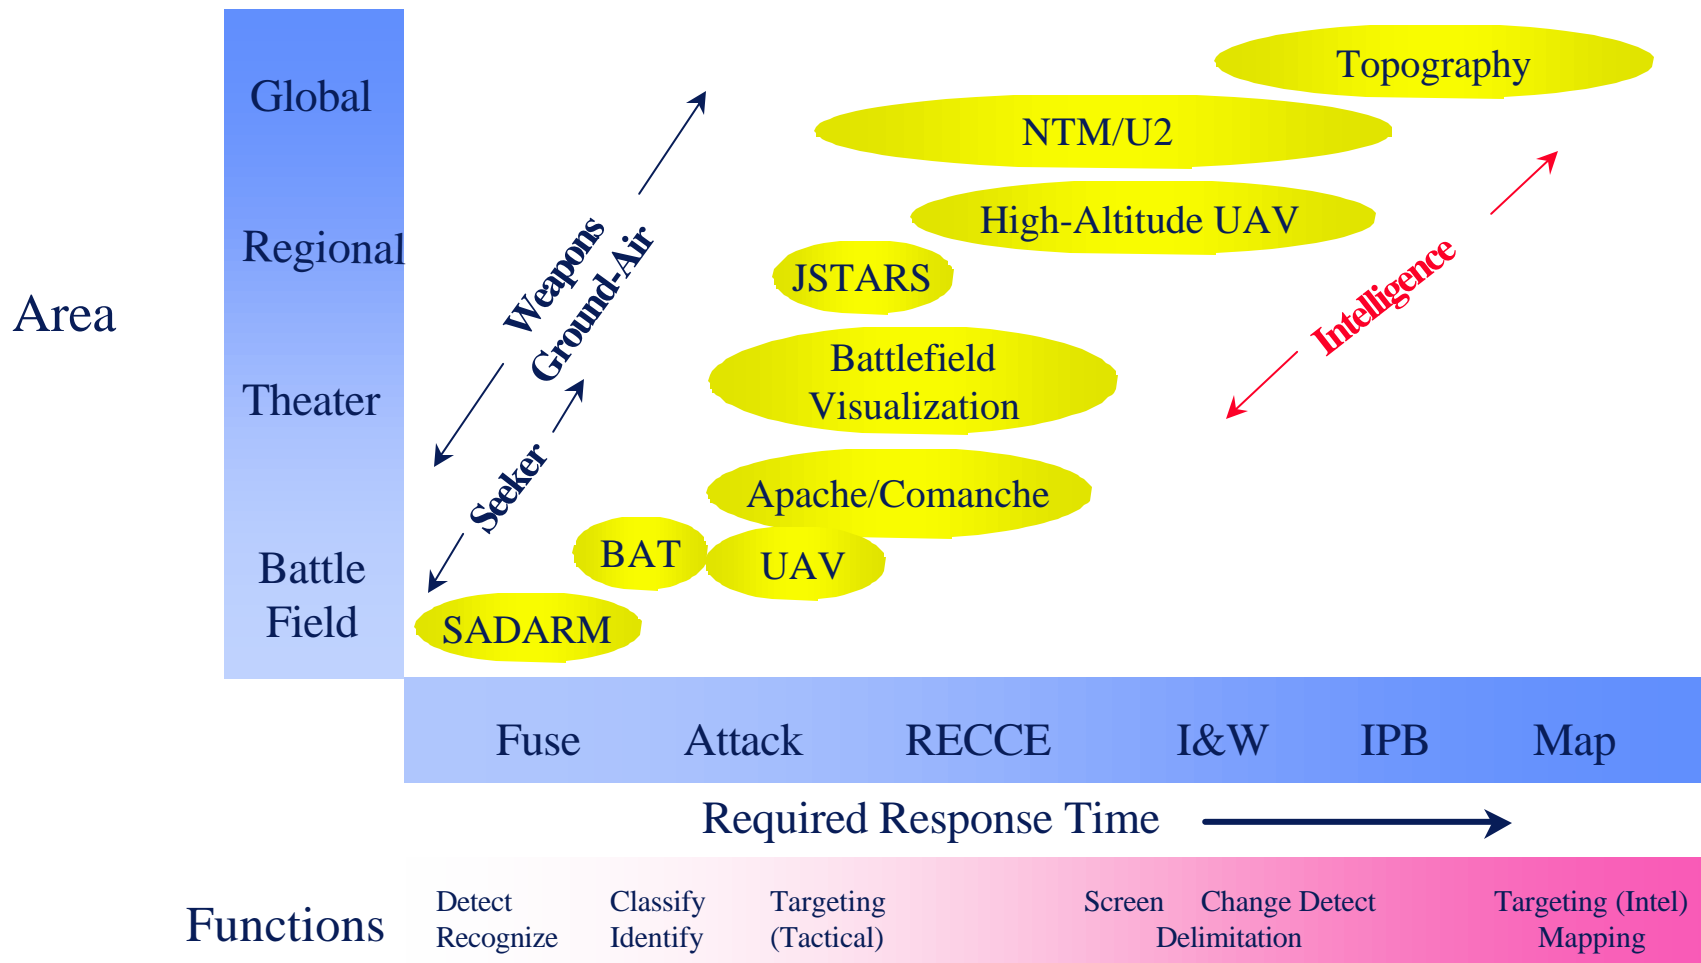 Topography
Global
NTM/U2
High-Altitude UAV
Regional
Weapons
Ground-Air
JSTARS
Intelligence
Area
Battlefield
Visualization
Theater
Seeker
Apache/Comanche
BAT
UAV
Battle
Field
SADARM
Fuse Attack RECCE I&W IPB Map
Required Response Time
Functions
Detect
Recognize
Classify
Identify
Targeting
(Tactical)
Screen Change Detect
Delimitation
Targeting (Intel)
Mapping